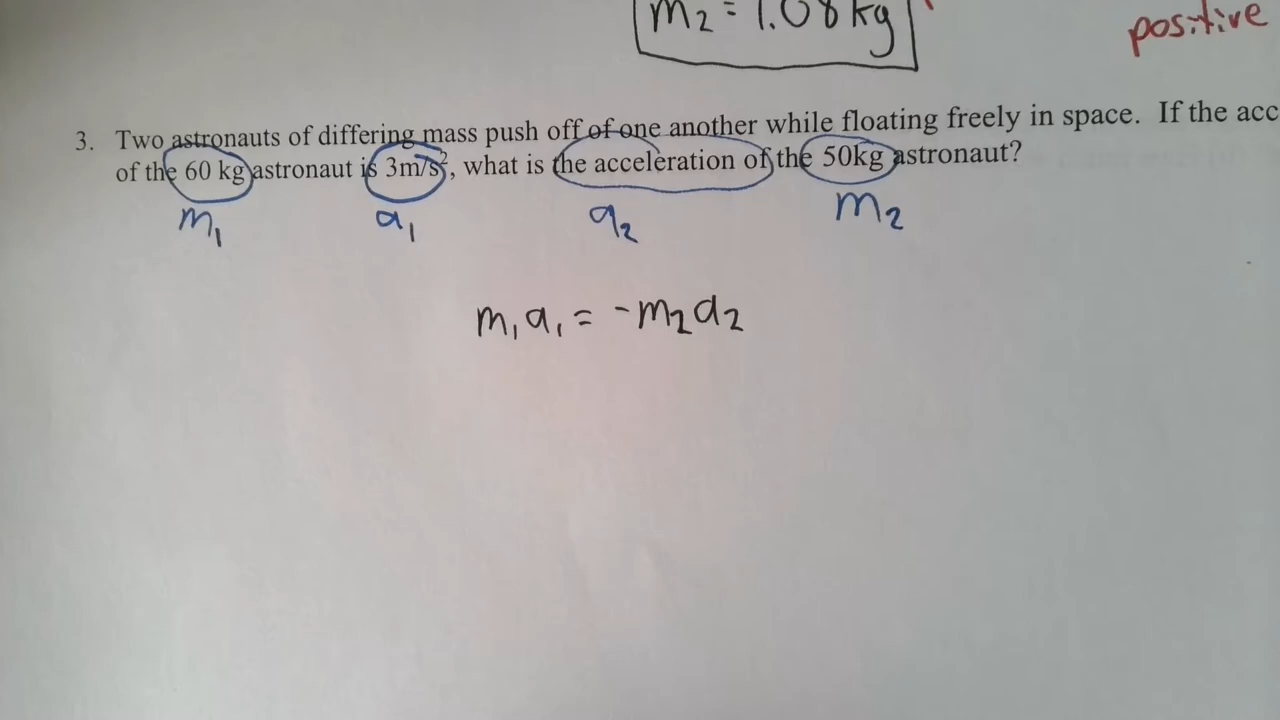 m₂ = 1.08 kg
positive
3. Two astronauts of differing mass push off of one another while floating freely in space. If the acc
of the 60 kg astronaut is 3m/s², what is the acceleration of the 50kg astronaut?
m₁ a₁ a₂ m₂
m₁a₁ = -m₂a₂